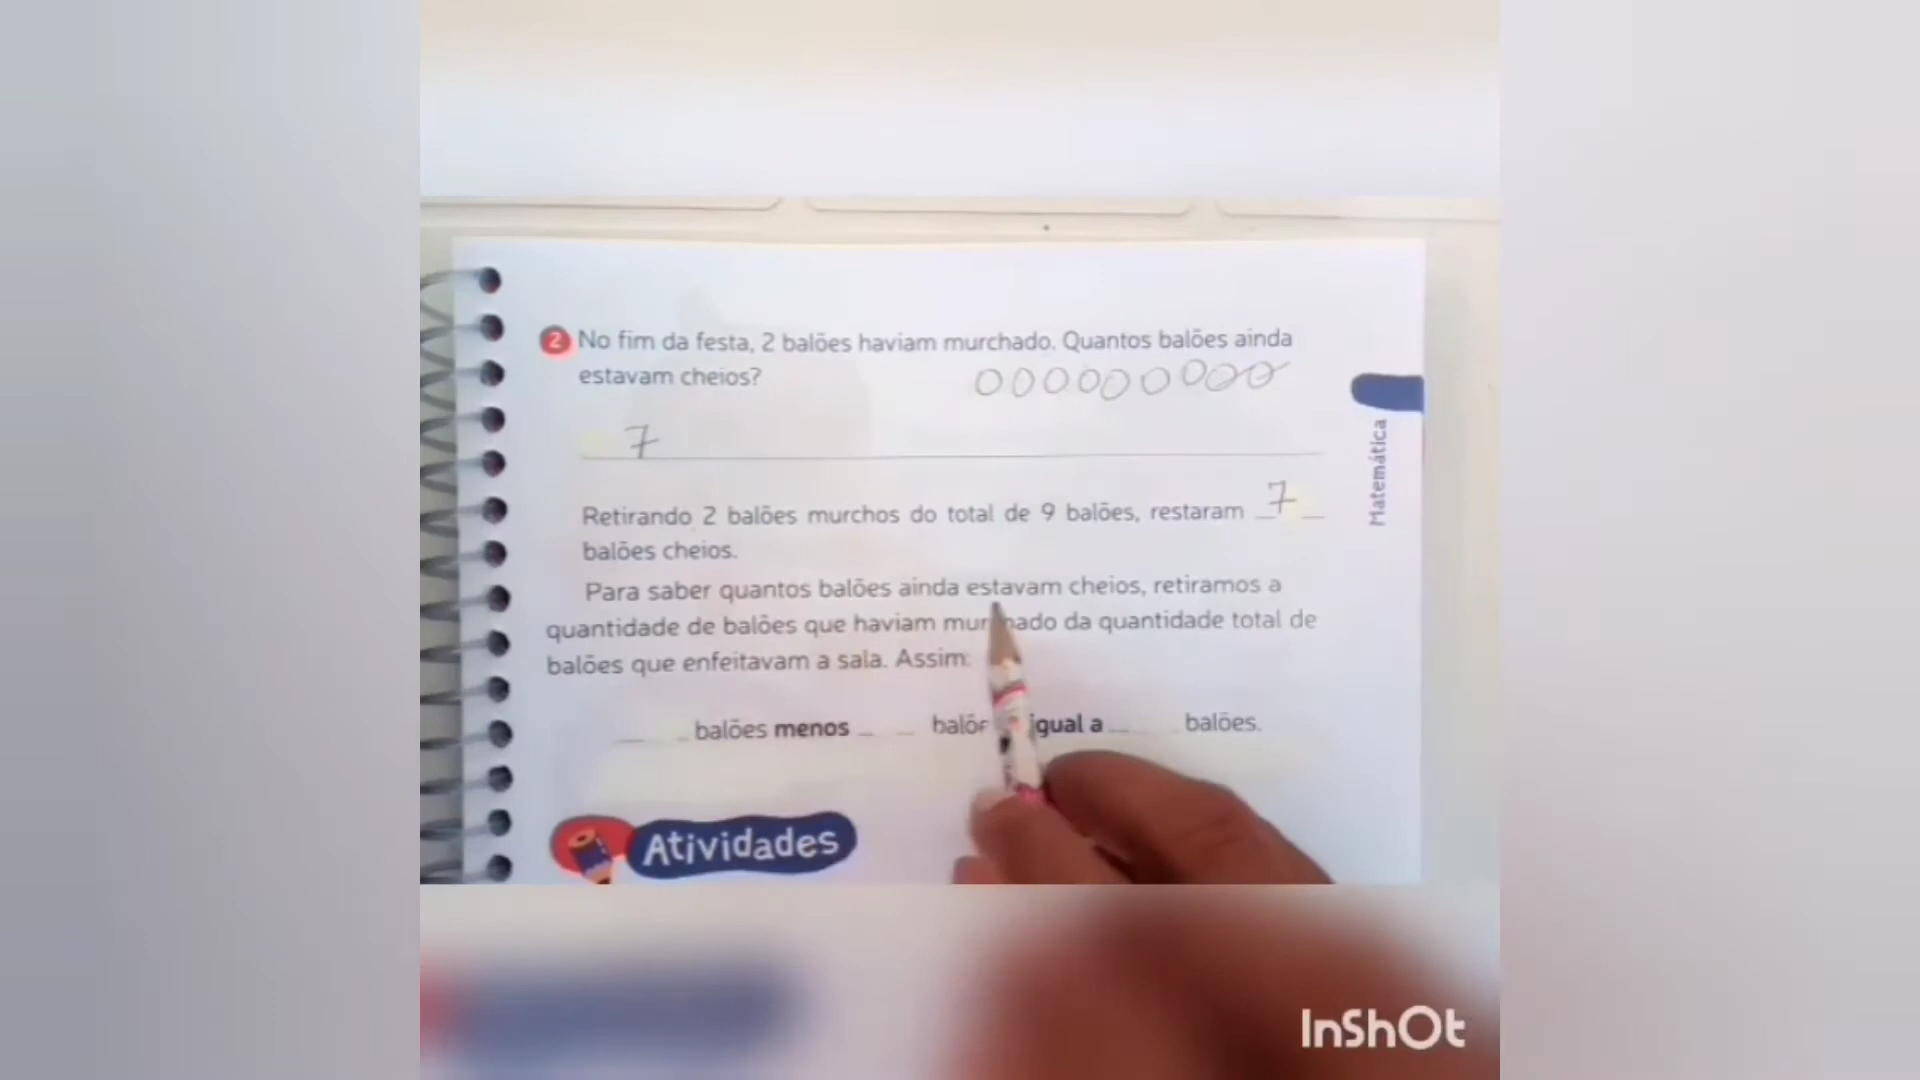 2 No fim da festa, 2 balões haviam murchado. Quantos balões ainda
estavam cheios?
7
Retirando 2 balões murchos do total de 9 balões, restaram 7
balões cheios.
Para saber quantos balões ainda estavam cheios, retiramos a
quantidade de balões que haviam da quantidade total de
balões que enfeitavam a sala. Assim:
balões menos igual a balões.
Atividades
Matemática
InShOt